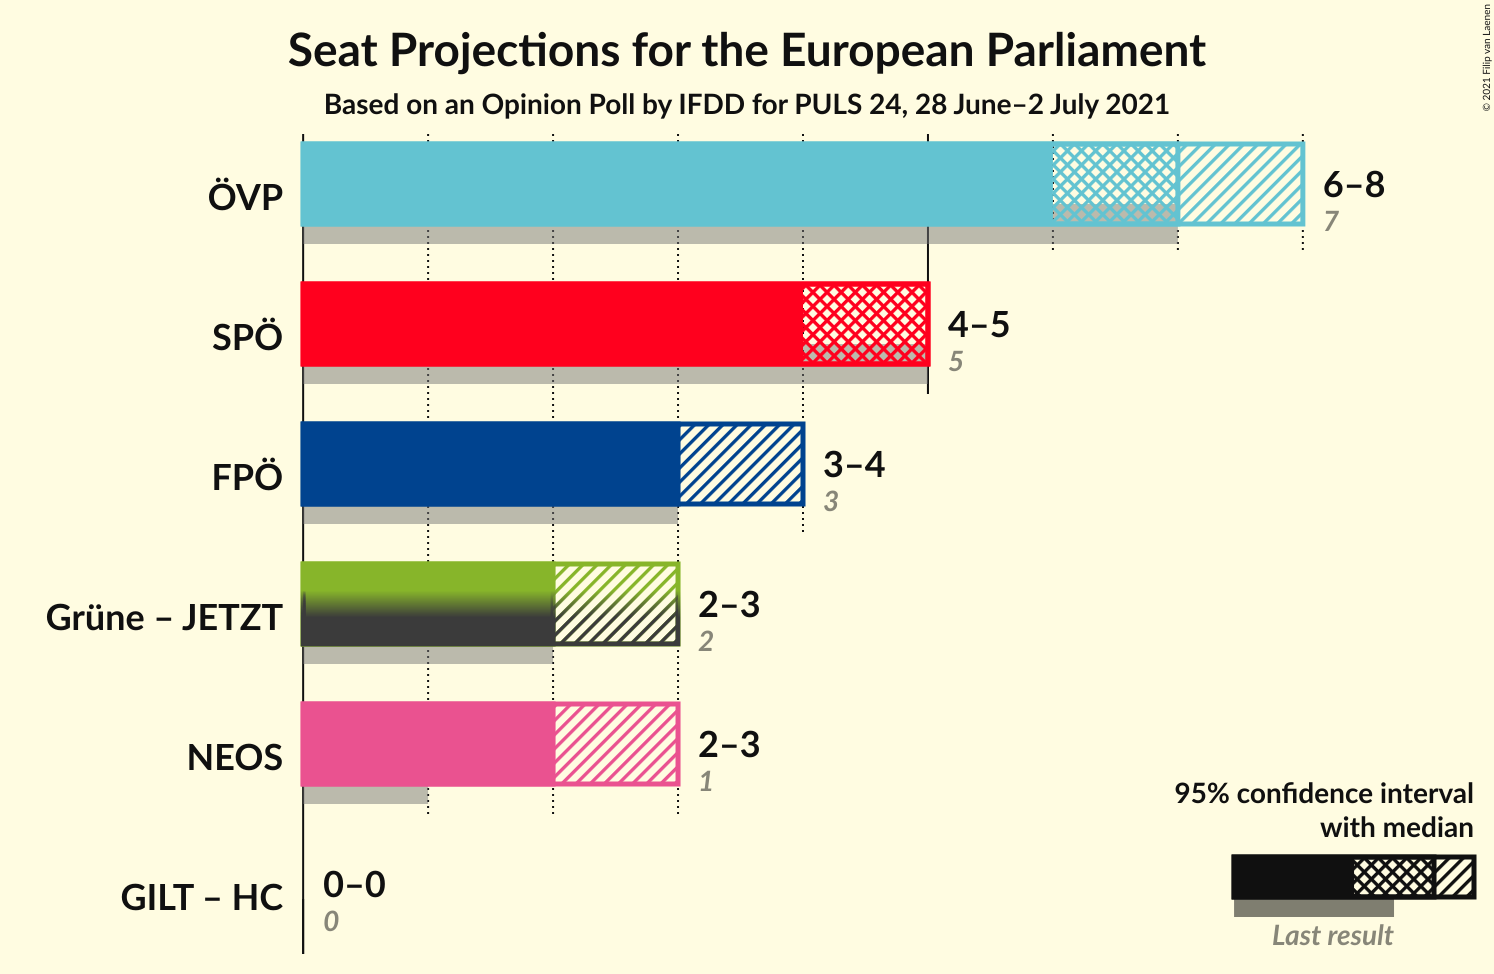 Seat Projections for the European Parliament
Based on an Opinion Poll by IFDD for PULS 24, 28 June–2 July 2021
© 2021 Filip van Laenen
ÖVP
6–8
7
SPÖ
4–5
5
FPÖ
3–4
3
Grüne – JETZT
2–3
2
NEOS
2–3
1
GILT – HC
0–0
0
95% confidence interval
with median
Last result